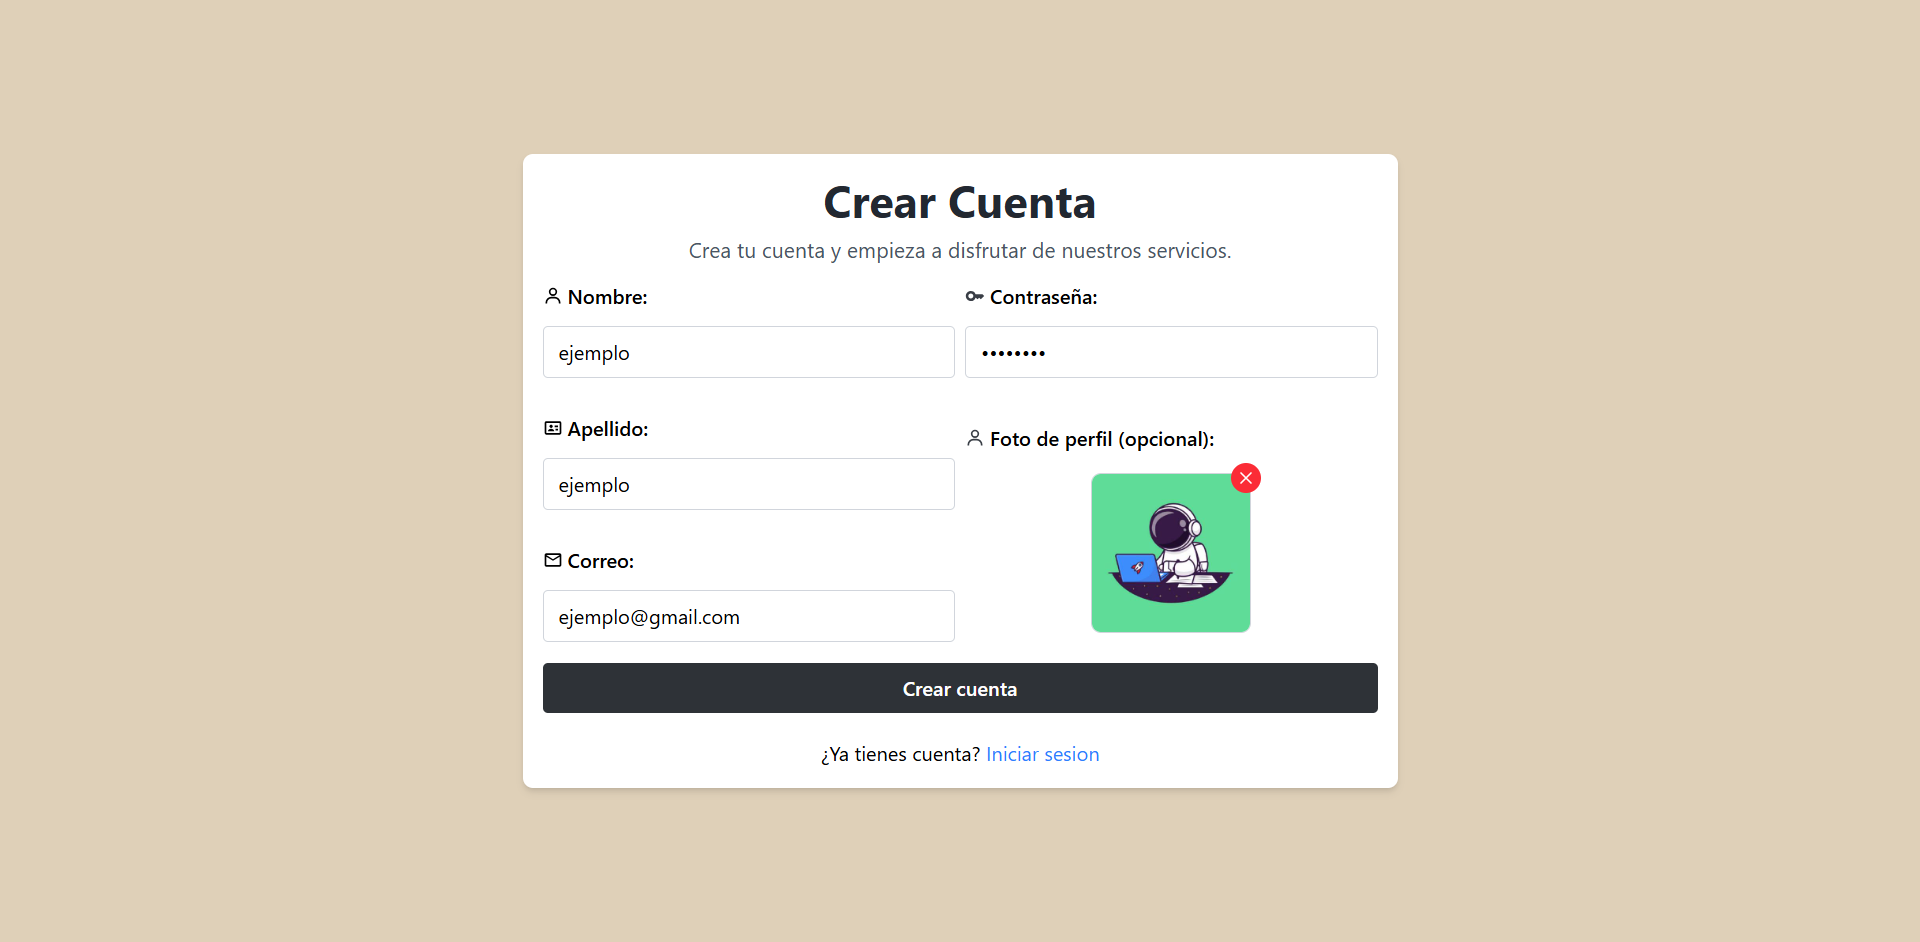 Crear Cuenta
Crea tu cuenta y empieza a disfrutar de nuestros servicios.
Nombre:
ejemplo
Apellido:
ejemplo
Correo:
ejemplo@gmail.com
Contraseña:
••••••••
Foto de perfil (opcional):
Crear cuenta
¿Ya tienes cuenta? Iniciar sesion